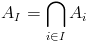 A_I = \bigcap_{i \in I} A_i